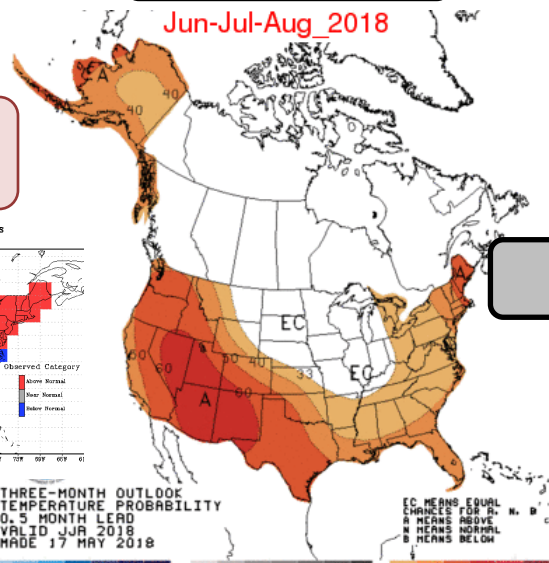 Jun-Jul-Aug_2018
A
40
40
s
A
EC
50
60
50
40
33
EC
A
60
Observed Category
Above Normal
Near Normal
Below Normal
THREE-MONTH OUTLOOK
TEMPERATURE PROBABILITY
0.5 MONTH LEAD
VALID JJA 2018
MADE 17 MAY 2018
EC MEANS EQUAL
CHANCES FOR A, N, B
A MEANS ABOVE
N MEANS NORMAL
B MEANS BELOW